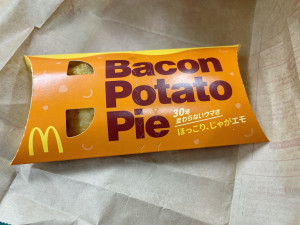 Bacon
Potato
Pie
30年
変わらないウマさ
ほっこり、じゃがエモ